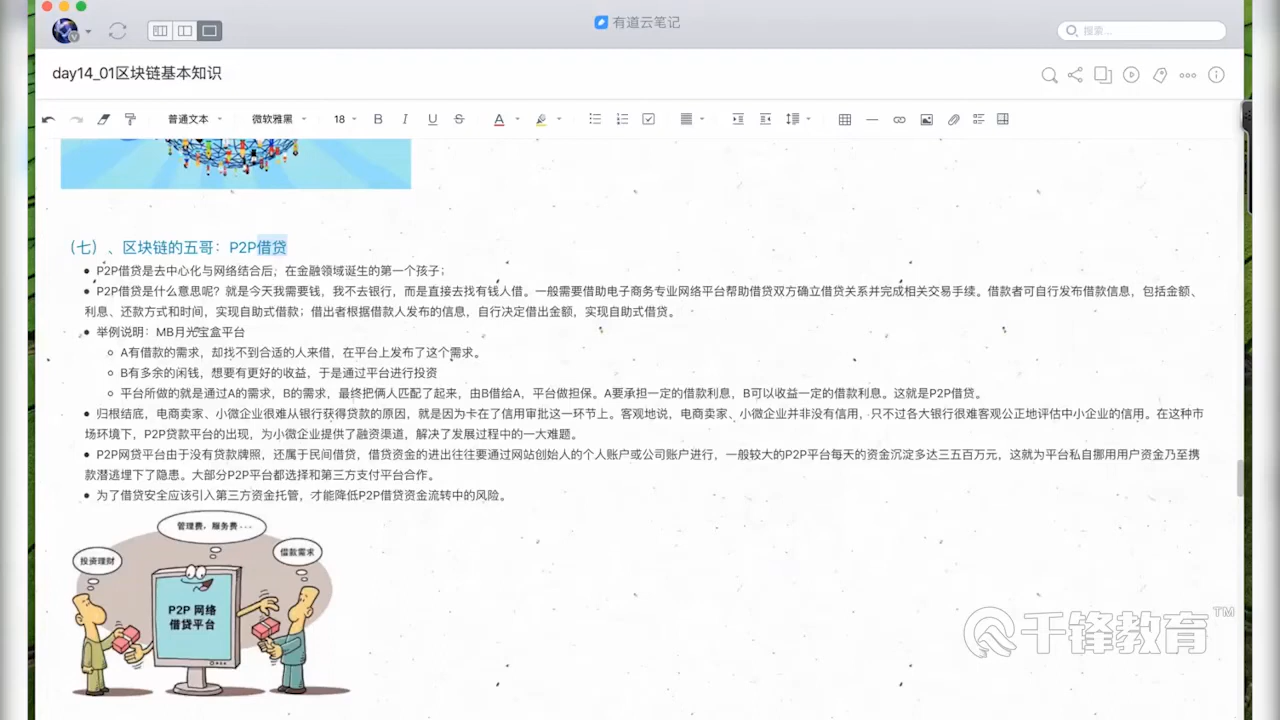 有道云笔记
搜索...
day14_01区块链基本知识
普通文本
微软雅黑
18
B
I
U
S
A
（七）、区块链的五哥：P2P借贷
P2P借贷是去中心化与网络结合后，在金融领域诞生的第一个孩子；
P2P借贷是什么意思呢？就是今天我需要钱，我不去银行，而是直接去找有钱人借。一般需要借助电子商务专业网络平台帮助借贷双方确立借贷关系并完成相关交易手续。借款者可自行发布借款信息，包括金额、
利息、还款方式和时间，实现自助式借款；借出者根据借款人发布的信息，自行决定借出金额，实现自助式借贷。
举例说明：MB月光宝盒平台
A有借款的需求，却找不到合适的人来借，在平台上发布了这个需求。
B有多余的闲钱，想要有更好的收益，于是通过平台进行投资
平台所做的就是通过A的需求，B的需求，最终把俩人匹配了起来，由B借给A，平台做担保。A要承担一定的借款利息，B可以收益一定的借款利息。这就是P2P借贷。
归根结底，电商卖家、小微企业很难从银行获得贷款的原因，就是因为卡在了信用审批这一环节上。客观地说，电商卖家、小微企业并非没有信用，只不过各大银行很难客观公正地评估中小企业的信用。在这种市
场环境下，P2P贷款平台的出现，为小微企业提供了融资渠道，解决了发展过程中的一大难题。
P2P网贷平台由于没有贷款牌照，还属于民间借贷，借贷资金的进出往往要通过网站创始人的个人账户或公司账户进行，一般较大的P2P平台每天的资金沉淀多达三五百万元，这就为平台私自挪用用户资金乃至携
款潜逃埋下了隐患。大部分P2P平台都选择和第三方支付平台合作。
为了借贷安全应该引入第三方资金托管，才能降低P2P借贷资金流转中的风险。
管理费，服务费···
投资理财
借款需求
P2P 网络
借贷平台
千锋教育™